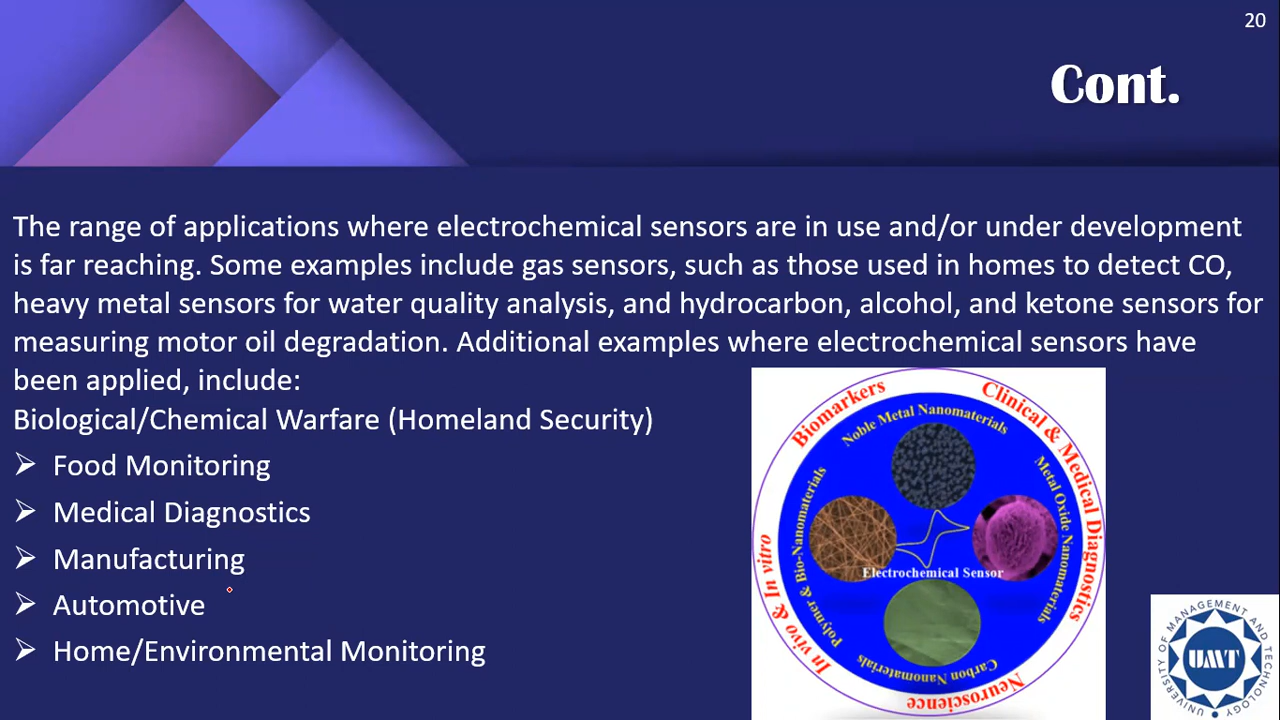 20
Cont.
The range of applications where electrochemical sensors are in use and/or under development
is far reaching. Some examples include gas sensors, such as those used in homes to detect CO,
heavy metal sensors for water quality analysis, and hydrocarbon, alcohol, and ketone sensors for
measuring motor oil degradation. Additional examples where electrochemical sensors have
been applied, include:
Biological/Chemical Warfare (Homeland Security)
➢ Food Monitoring
➢ Medical Diagnostics
➢ Manufacturing
➢ Automotive
➢ Home/Environmental Monitoring
Biomarkers
Clinical & Medical Diagnostics
Neuroscience
In vivo & In vitro
Noble Metal Nanomaterials
Metal Oxide Nanomaterials
Carbon Nanomaterials
Polymer & Bio-Nanomaterials
Electrochemical Sensor
UNIVERSITY OF MANAGEMENT AND TECHNOLOGY
UMT